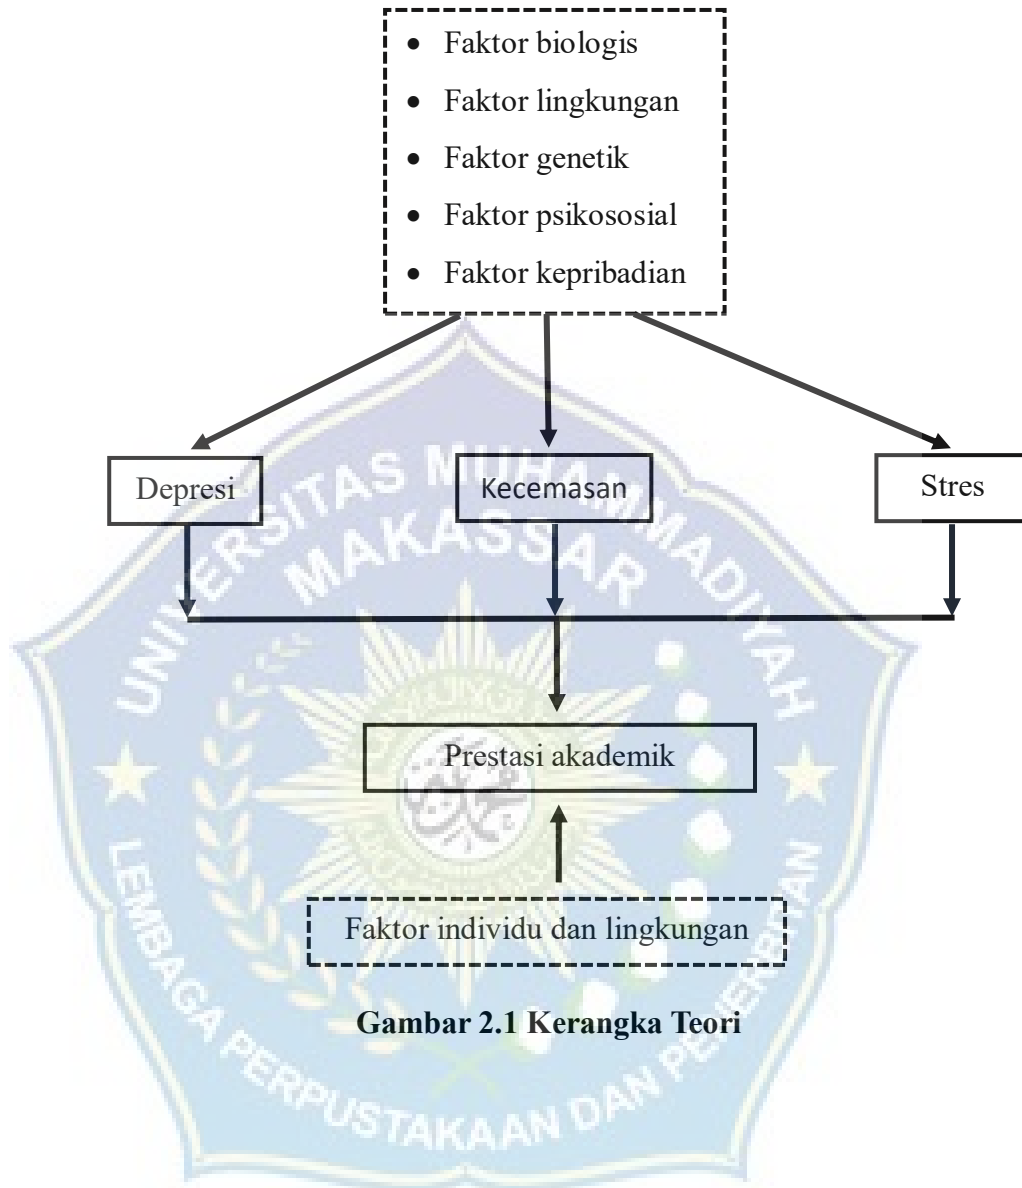 • Faktor biologis
• Faktor lingkungan
• Faktor genetik
• Faktor psikososial
• Faktor kepribadian
UNIVERSITAS MUHAMMADIYAH
MAKASSAR
Depresi
Kecemasan
Stres
Prestasi akademik
محمد
Faktor individu dan lingkungan
Gambar 2.1 Kerangka Teori
LEMBAGA PERPUSTAKAAN DAN PENERBITAN